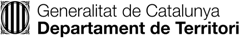 Generalitat de Catalunya
Departament de Territori